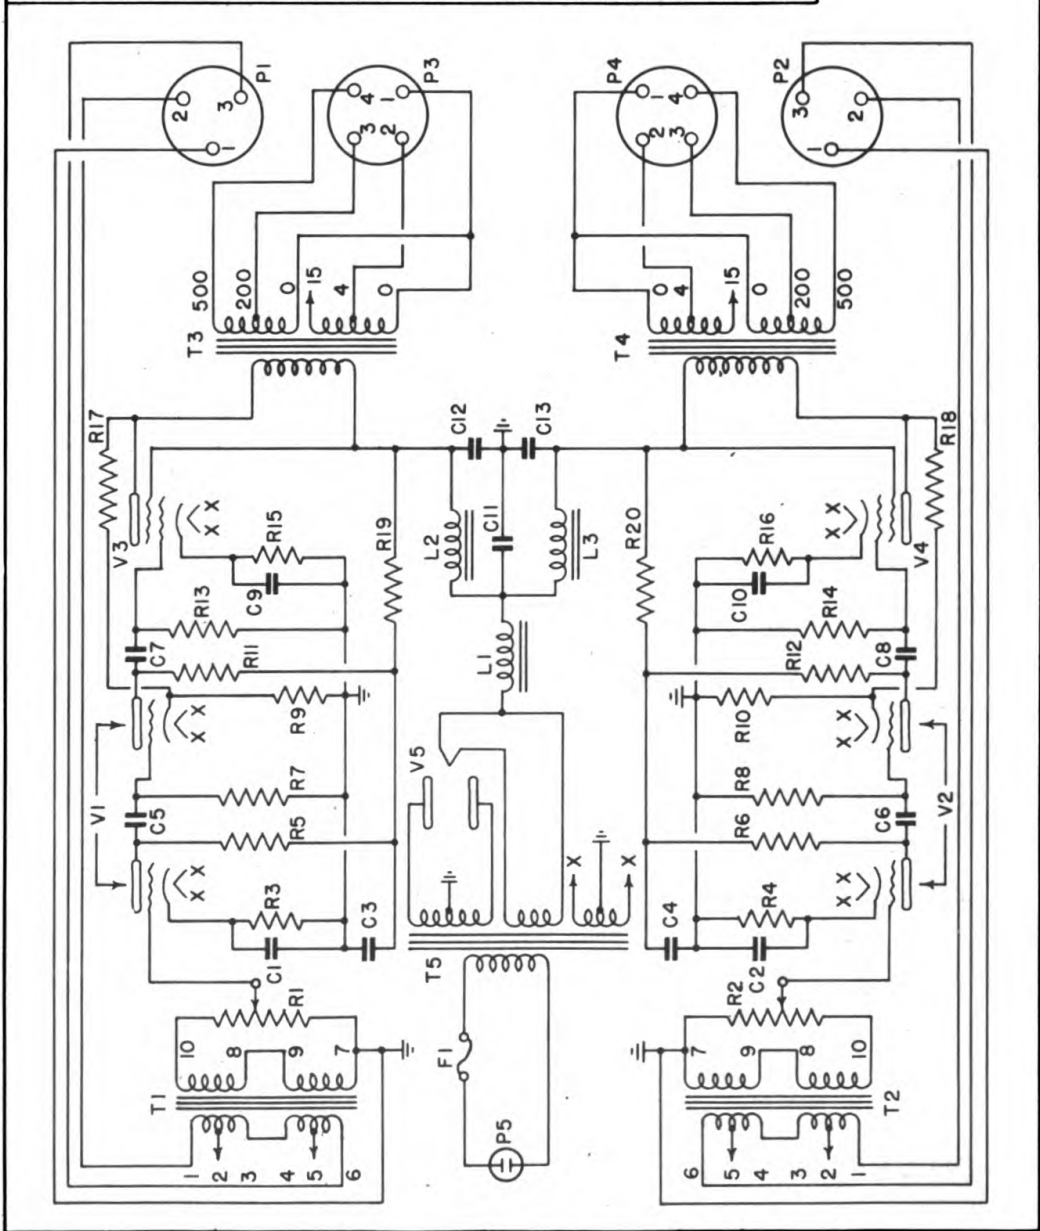 P1
1
2
3
P3
4
1
3
2
P4
1
4
2
3
P2
3
2
1
500
200
0
15
4
0
T3
0
4
15
0
200
500
T4
R17
V3
X X
R15
C9
R13
C7
R11
R19
C12
C13
L2
C11
L3
L1
R20
R18
V4
X X
R16
C10
R14
R12
C8
V1
X X
R9
R7
C5
R5
X X
R3
C1
C3
V5
X
X
T5
V2
X X
R10
R8
C6
R6
X X
R4
C4
C2
R1
10
8
9
7
T1
1
2
3
4
5
6
F1
P5
R2
7
9
8
10
T2
6
5
4
3
2
1